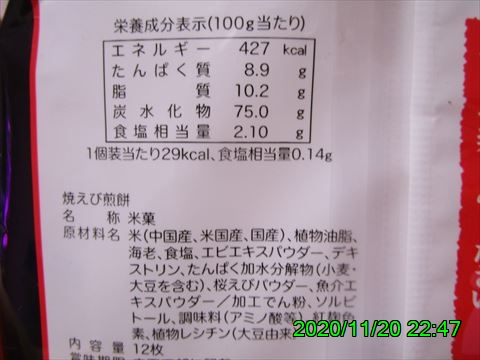 栄養成分表示(100g当たり)
エネルギー 427 kcal
たんぱく質 8.9 g
脂質 10.2 g
炭水化物 75.0 g
食塩相当量 2.10 g
1個装当たり29kcal、食塩相当量0.14g
焼えび煎餅
名称 米菓
原材料名 米(中国産、米国産、国産)、植物油脂、
海老、食塩、エビエキスパウダー、デキ
ストリン、たんぱく加水分解物(小麦・
大豆を含む)、桜えびパウダー、魚介エ
キスパウダー/加工でん粉、ソルビ
トール、調味料(アミノ酸等)、紅麹色
素、植物レシチン(大豆由来
内容量 12枚
賞味期限
2020/11/20 22:47